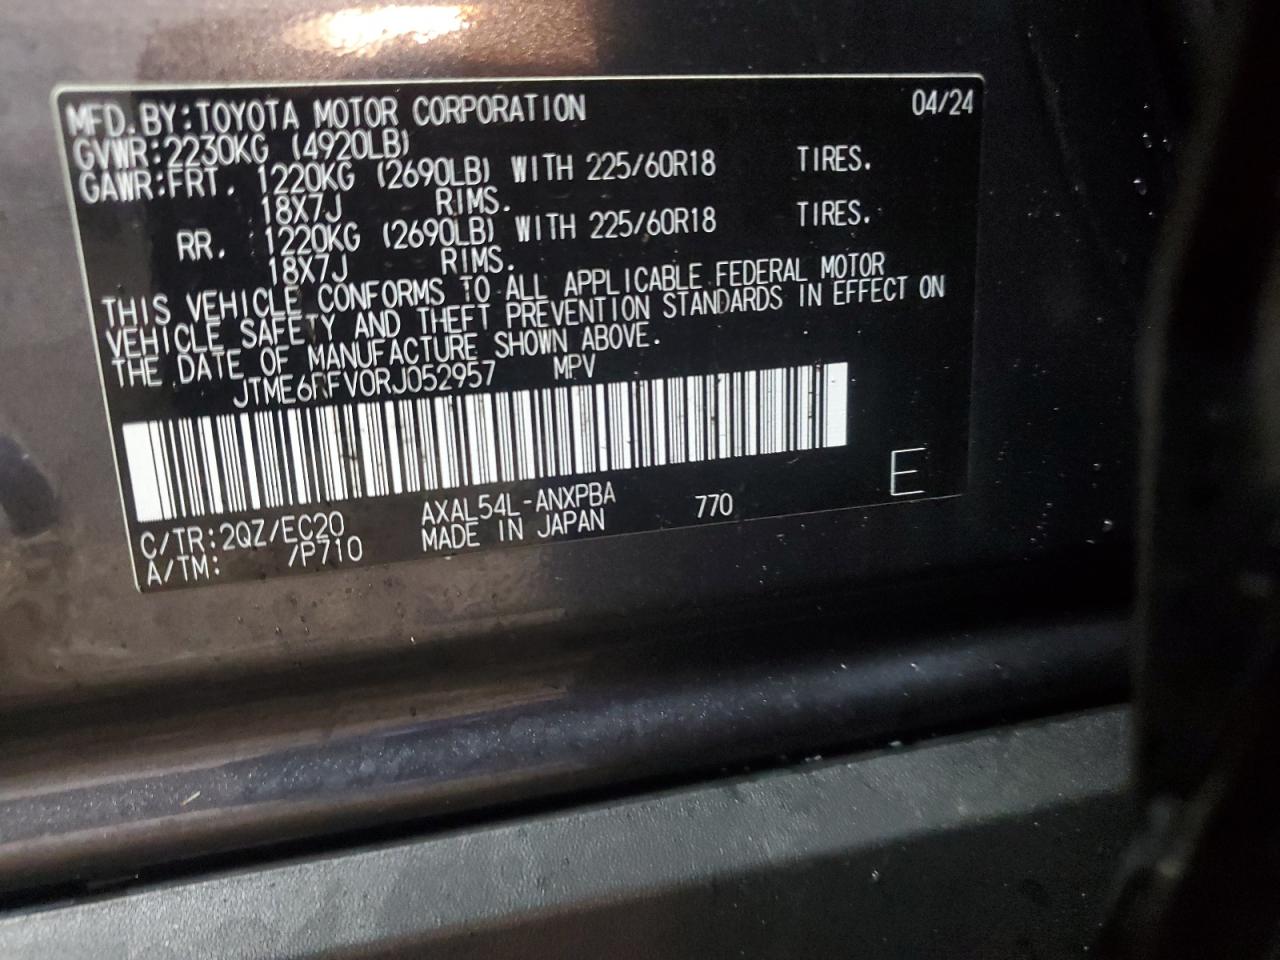 MFD. BY: TOYOTA MOTOR CORPORATION 04/24
GVWR: 2230KG (4920LB)
GAWR: FRT. 1220KG (2690LB) WITH 225/60R18 TIRES.
18X7J RIMS.
RR. 1220KG (2690LB) WITH 225/60R18 TIRES.
18X7J RIMS.
THIS VEHICLE CONFORMS TO ALL APPLICABLE FEDERAL MOTOR
VEHICLE SAFETY AND THEFT PREVENTION STANDARDS IN EFFECT ON
THE DATE OF MANUFACTURE SHOWN ABOVE.
JTME6RFV0RJ052957 MPV
E
C/TR: 2QZ/EC20 AXAL54L-ANXPBA 770
A/TM: /P710 MADE IN JAPAN